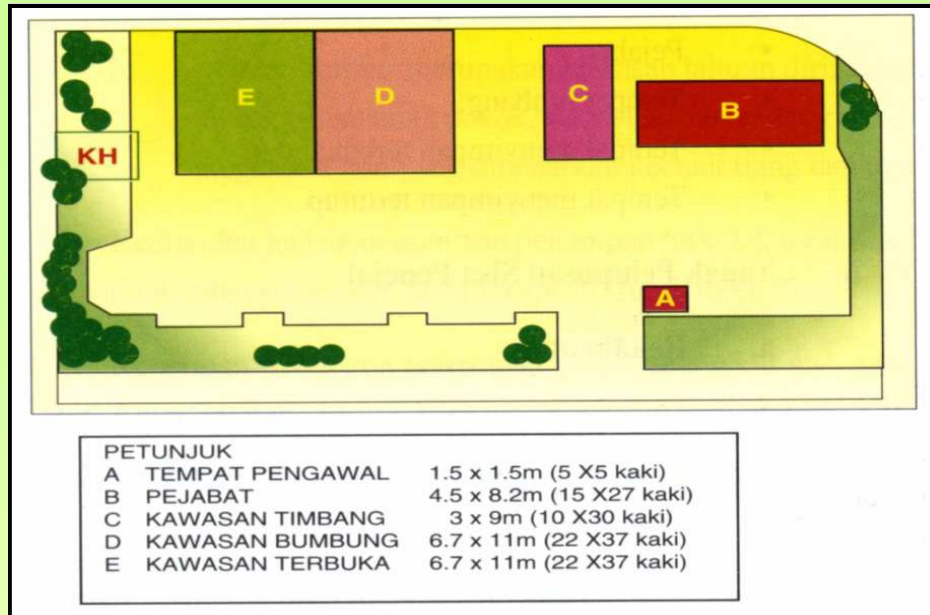 E
D
C
B
KH
A
PETUNJUK
A TEMPAT PENGAWAL 1.5 x 1.5m (5 X5 kaki)
B PEJABAT 4.5 x 8.2m (15 X27 kaki)
C KAWASAN TIMBANG 3 x 9m (10 X30 kaki)
D KAWASAN BUMBUNG 6.7 x 11m (22 X37 kaki)
E KAWASAN TERBUKA 6.7 x 11m (22 X37 kaki)